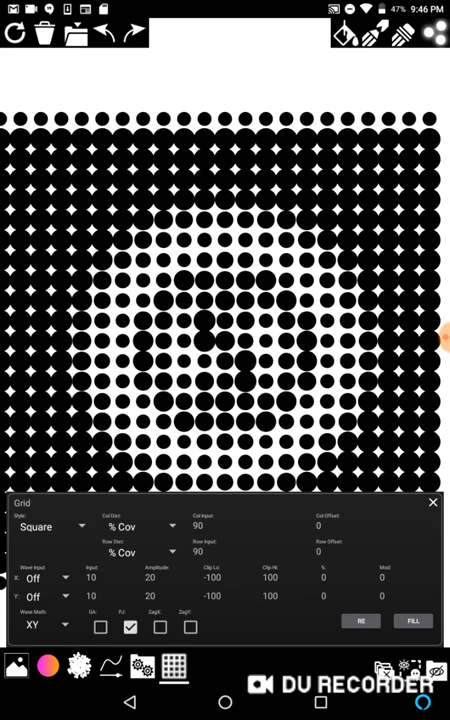 47% 9:46 PM
Grid
Style: Col Dist: Col Input: Col Offset:
Square % Cov 90 0
Row Dist: Row Input: Row Offset:
% Cov 90 0
Wave Input: Input: Amplitude: Clip Lo: Clip Hi: %: Mod:
X: Off 10 20 -100 100 0 0
Y: Off 10 20 -100 100 0 0
Wave Math: GA: PJ: ZagX: ZagY:
XY RE FILL
DU RECORDER